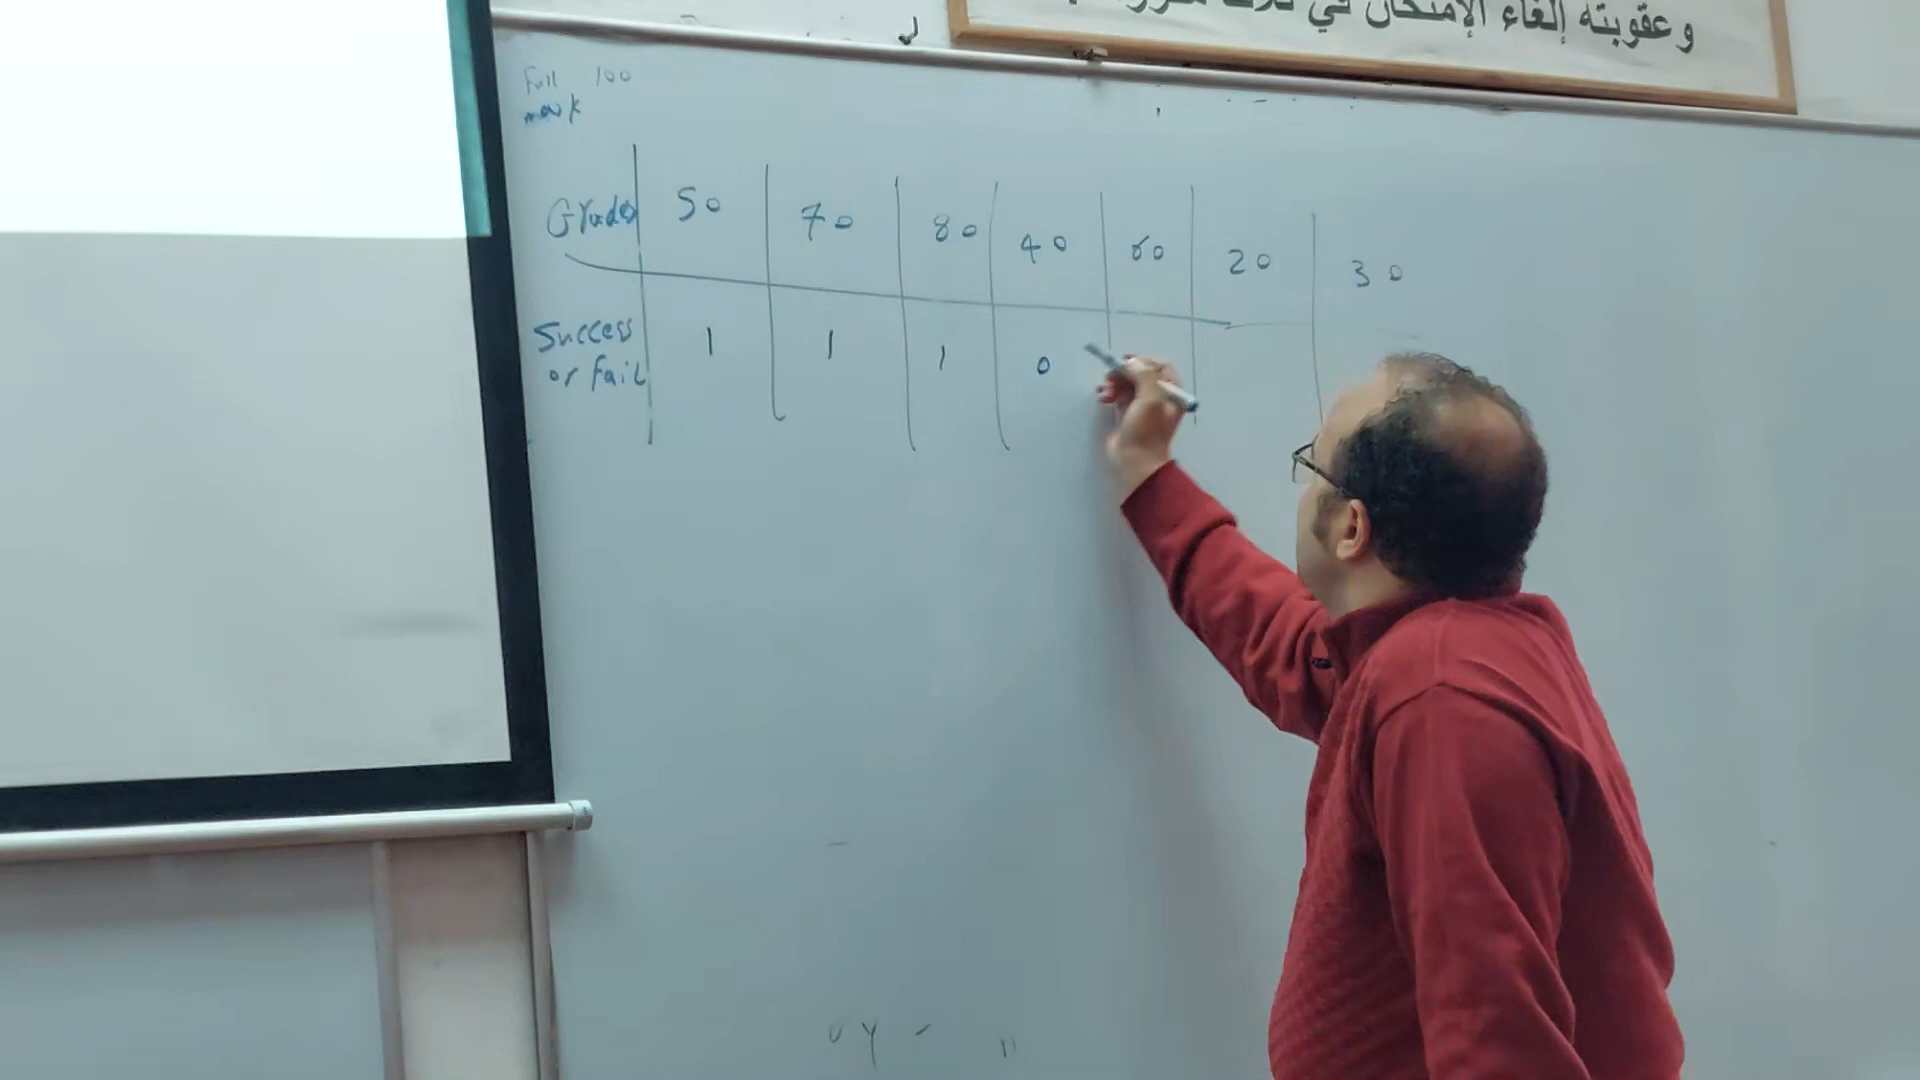 وعقوبته إلغاء الإمتحان في ثلاث
Full 100
mark
Grades 50 70 80 40 60 20 30
Success 1 1 1 0
or fail